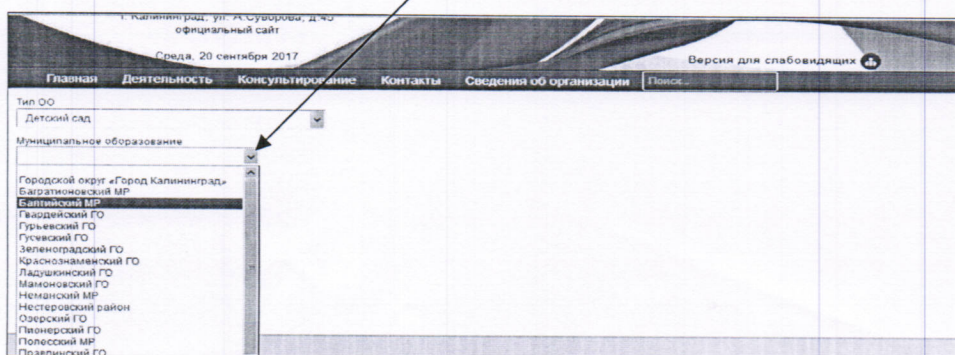 г. Калининград, ул. А.Суворова, д.45
официальный сайт
Среда, 20 сентября 2017
Версия для слабовидящих
Главная Деятельность Консультирование Контакты Сведения об организации Поиск...
Тип ОО
Детский сад
Муниципальное оборазование
Городской округ «Город Калининград»
Багратионовский МР
Балтийский МР
Гвардейский ГО
Гурьевский ГО
Гусевский ГО
Зеленоградский ГО
Краснознаменский ГО
Ладушкинский ГО
Мамоновский ГО
Неманский МР
Нестеровский район
Озерский ГО
Пионерский ГО
Полесский МР
Правдинский ГО